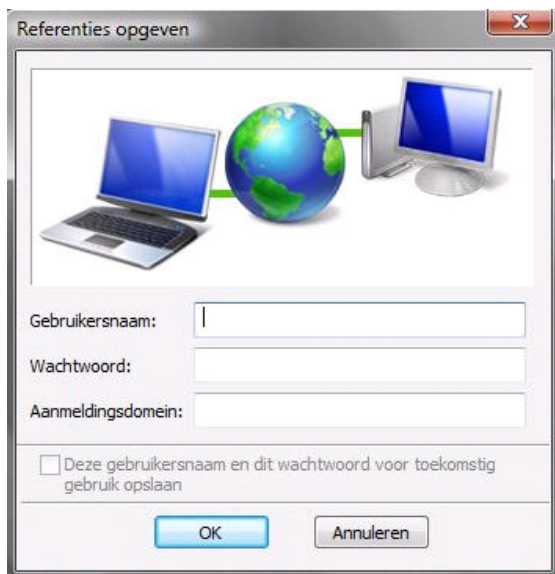 Referenties opgeven
Gebruikersnaam:
Wachtwoord:
Aanmeldingsdomein:
Deze gebruikersnaam en dit wachtwoord voor toekomstig
gebruik opslaan
OK Annuleren